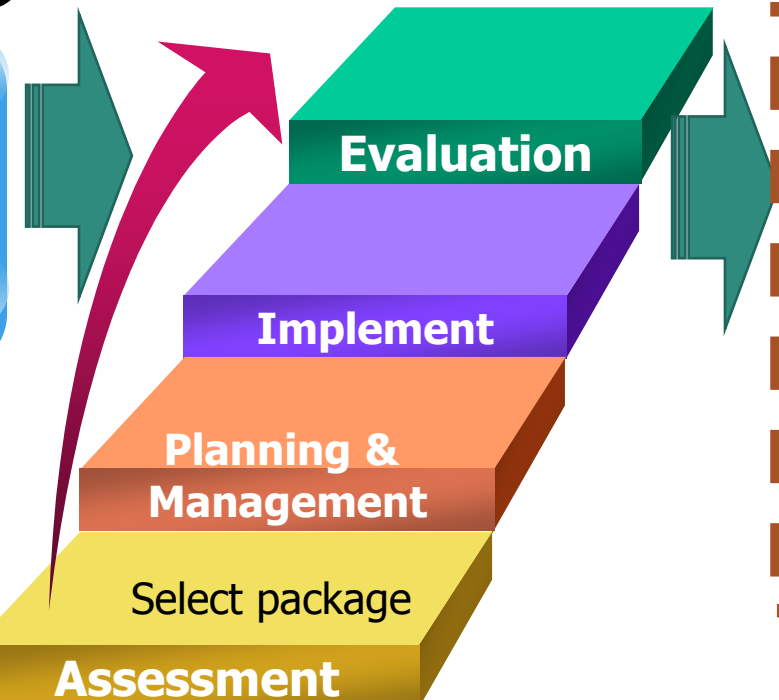 Evaluation
Implement
Planning &
Management
Select package
Assessment